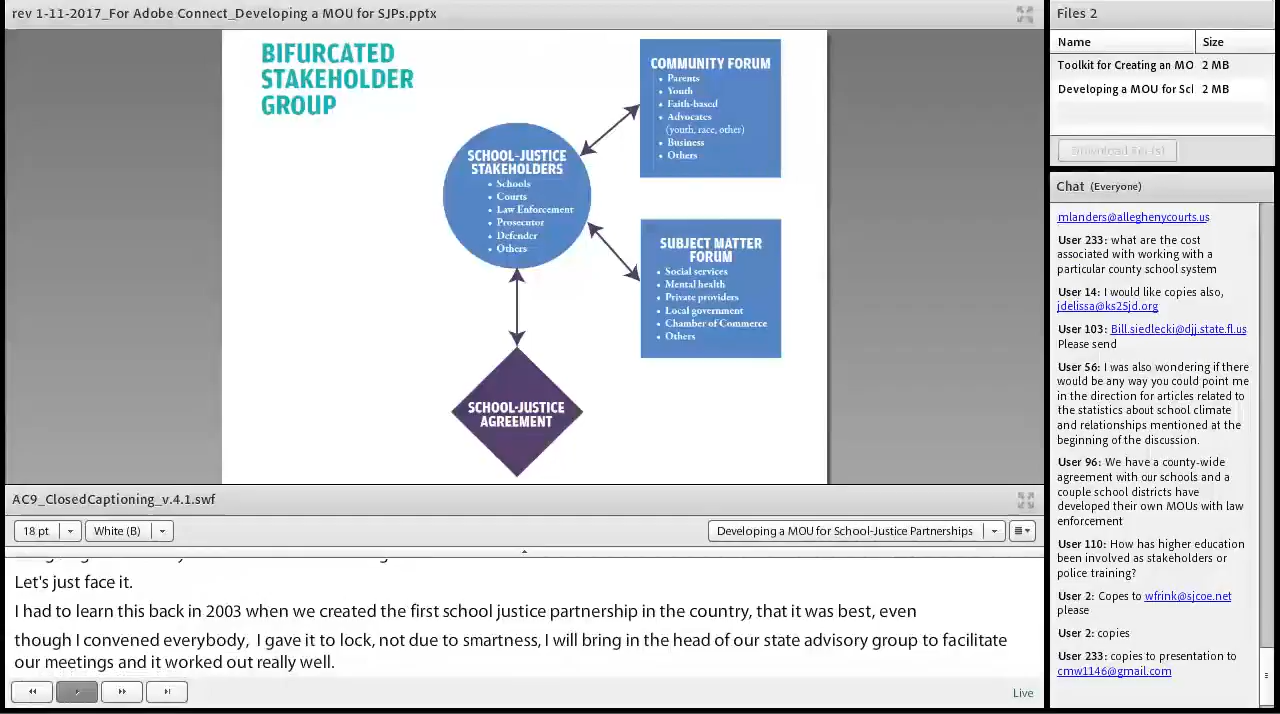 rev 1-11-2017_For Adobe Connect_Developing a MOU for SJPs.pptx
BIFURCATED
STAKEHOLDER
GROUP
SCHOOL-JUSTICE
STAKEHOLDERS
• Schools
• Courts
• Law Enforcement
• Prosecutor
• Defender
• Others
COMMUNITY FORUM
• Parents
• Youth
• Faith-based
• Advocates
(youth, race, other)
• Business
• Others
SUBJECT MATTER
FORUM
• Social services
• Mental health
• Private providers
• Local government
• Chamber of Commerce
• Others
SCHOOL-JUSTICE
AGREEMENT
AC9_ClosedCaptioning_v.4.1.swf
18 pt
White (B)
Developing a MOU for School-Justice Partnerships
Let's just face it.
I had to learn this back in 2003 when we created the first school justice partnership in the country, that it was best, even
though I convened everybody, I gave it to lock, not due to smartness, I will bring in the head of our state advisory group to facilitate
our meetings and it worked out really well.
Live
Files 2
Name Size
Toolkit for Creating an MO 2 MB
Developing a MOU for Scl 2 MB
Download File(s)
Chat (Everyone)
mlanders@alleghenycourts.us
User 233: what are the cost
associated with working with a
particular county school system
User 14: I would like copies also,
jdelissa@ks25jd.org
User 103: Bill.siedlecki@djj.state.fl.us
Please send
User 56: I was also wondering if there
would be any way you could point me
in the direction for articles related to
the statistics about school climate
and relationships mentioned at the
beginning of the discussion.
User 96: We have a county-wide
agreement with our schools and a
couple school districts have
developed their own MOUs with law
enforcement
User 110: How has higher education
been involved as stakeholders or
police training?
User 2: Copes to wfrink@sjcoe.net
please
User 2: copies
User 233: copies to presentation to
cmw1146@gmail.com